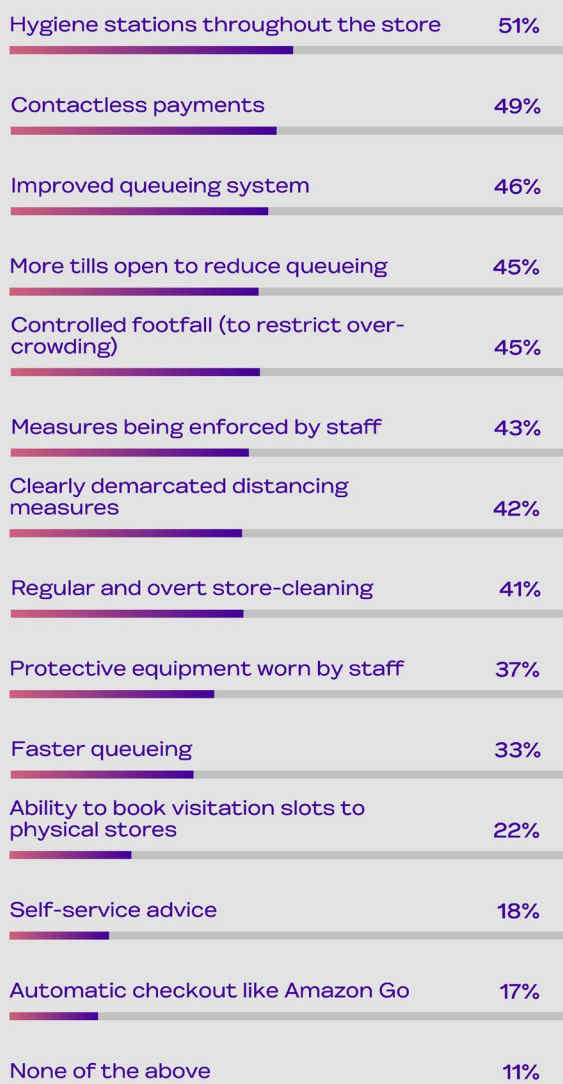 Hygiene stations throughout the store 51%
Contactless payments 49%
Improved queueing system 46%
More tills open to reduce queueing 45%
Controlled footfall (to restrict over-
crowding) 45%
Measures being enforced by staff 43%
Clearly demarcated distancing
measures 42%
Regular and overt store-cleaning 41%
Protective equipment worn by staff 37%
Faster queueing 33%
Ability to book visitation slots to
physical stores 22%
Self-service advice 18%
Automatic checkout like Amazon Go 17%
None of the above 11%